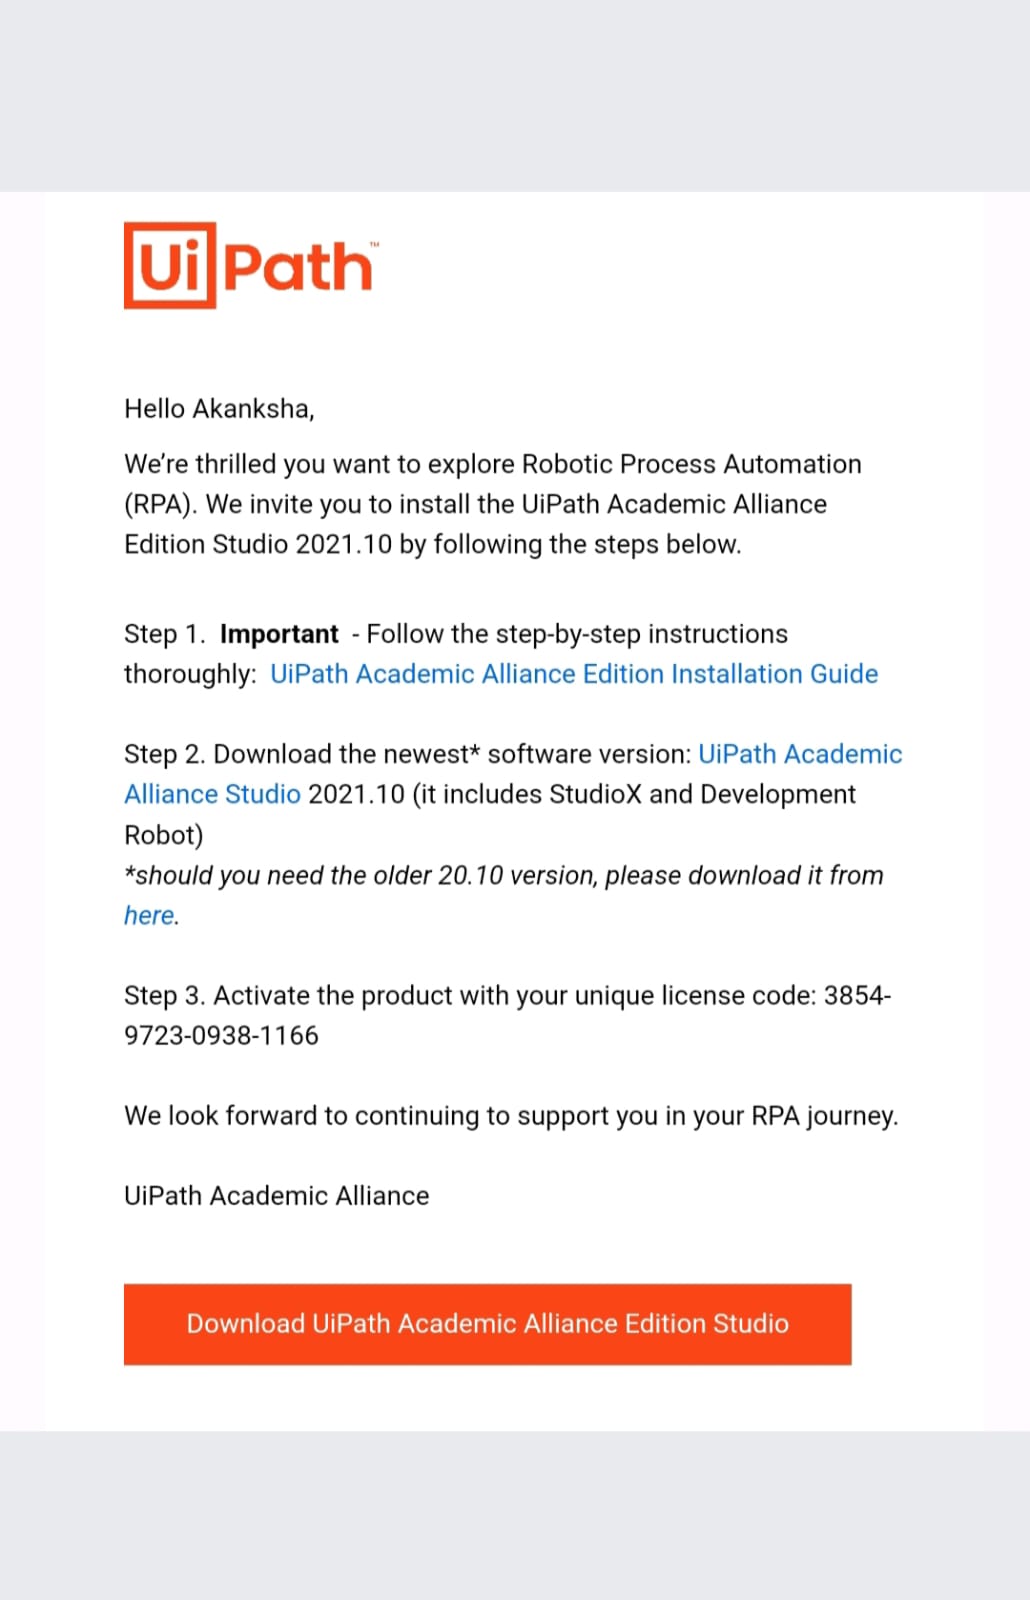 UiPath™
Hello Akanksha,
We're thrilled you want to explore Robotic Process Automation
(RPA). We invite you to install the UiPath Academic Alliance
Edition Studio 2021.10 by following the steps below.
Step 1. Important - Follow the step-by-step instructions
thoroughly: UiPath Academic Alliance Edition Installation Guide
Step 2. Download the newest* software version: UiPath Academic
Alliance Studio 2021.10 (it includes StudioX and Development
Robot)
*should you need the older 20.10 version, please download it from
here.
Step 3. Activate the product with your unique license code: 3854-
9723-0938-1166
We look forward to continuing to support you in your RPA journey.
UiPath Academic Alliance
Download UiPath Academic Alliance Edition Studio